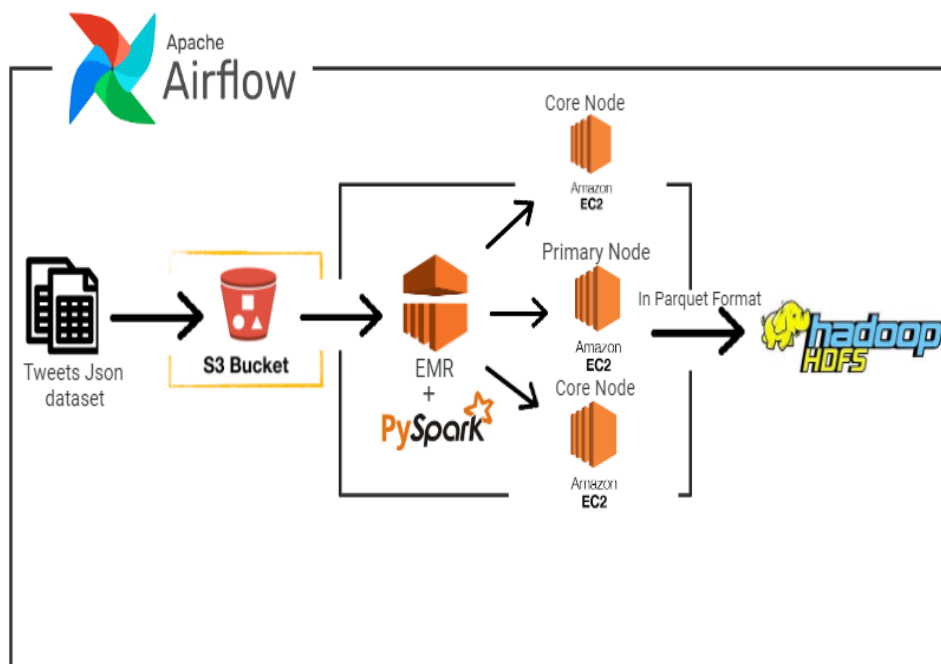 Apache
Airflow
Core Node
Amazon
EC2
Primary Node
In Parquet Format
hadoop
HDFS
Tweets Json
dataset
S3 Bucket
EMR
+
PySpark
Amazon
EC2
Core Node
Amazon
EC2